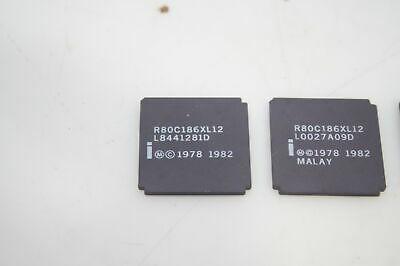 R80C186XL12
L8441281D
i ⓜ© 1978 1982
R80C186XL12
L0027A09D
i ⓜ©1978 1982
MALAY